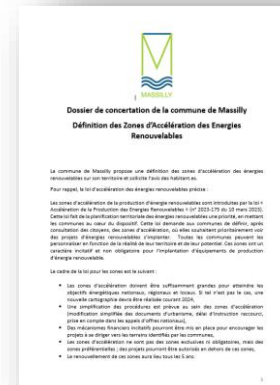 MASSILLY
Dossier de concertation de la commune de Massilly
Définition des Zones d'Accélération des Energies
Renouvelables
La commune de Massilly propose une définition des zones d'accélération des énergies
renouvelables sur son territoire et sollicite l'avis des habitant.es.
Pour rappel, la loi d'accélération des énergies renouvelables précise :
Les zones d'accélération de la production d'énergie renouvelables sont introduites par la loi «
Accélération de la Production des Energies Renouvelables » (n° 2023-175 du 10 mars 2023).
Cette loi fait de la planification territoriale des énergies renouvelables une priorité, en mettant
les communes au cœur du dispositif. Cette loi demande aux communes de définir, après
consultation des citoyens, des zones d'accélération, où elles souhaitent prioritairement voir
des projets d'énergies renouvelables s'implanter. Toutes les communes peuvent les
personnaliser en fonction de la réalité de leur territoire et de leur potentiel. Ces zones ont un
caractère incitatif et non obligatoire pour l'implantation d'équipements de production
d'énergie renouvelable.
Le cadre de la loi pour les zones est le suivant :
• Les zones d'accélération doivent être suffisamment grandes pour atteindre les
objectifs énergétiques nationaux, régionaux et locaux. Si tel n'est pas le cas, une
nouvelle cartographie devra être réalisée courant 2024,
• Une simplification des procédures est prévue au sein des zones d'accélération
(modification simplifiée des documents d'urbanisme, délai d'instruction raccourci,
prise en compte dans les appels d'offres nationaux),
• Des mécanismes financiers incitatifs pourront être mis en place pour encourager les
projets à se diriger vers les terrains identifiés par les communes,
• Les zones d'accélération ne sont pas des zones exclusives ni obligatoires, mais des
zones préférentielles ; des projets pourront être autorisés en dehors de ces zones,
• Le renouvellement de ces zones aura lieu tous les 5 ans.
1